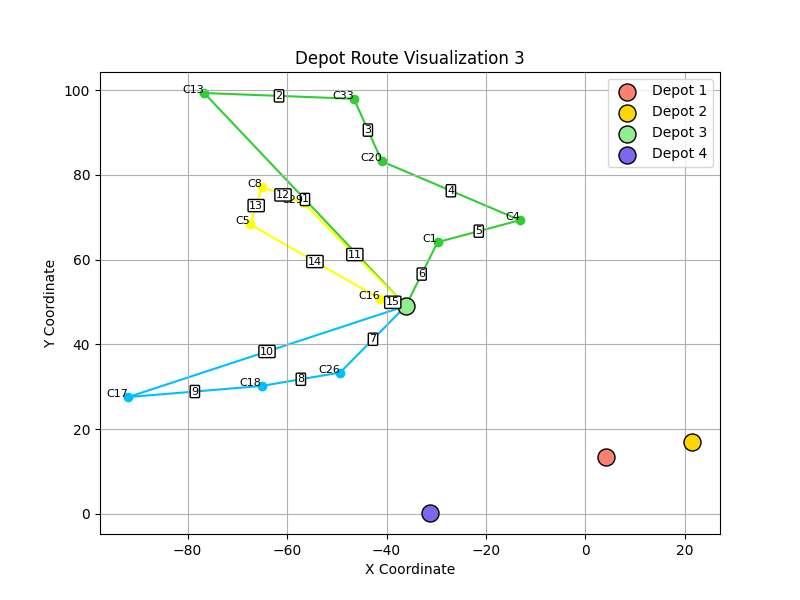 Depot Route Visualization 3
Depot 1
Depot 2
Depot 3
Depot 4
100
80
60
40
20
0
−80
−60
−40
−20
0
20
X Coordinate
Y Coordinate
C13
2
C33
3
C20
4
C4
5
C1
6
C8
12
C29
1
13
C5
14
11
C16
15
7
10
C26
8
C18
9
C17